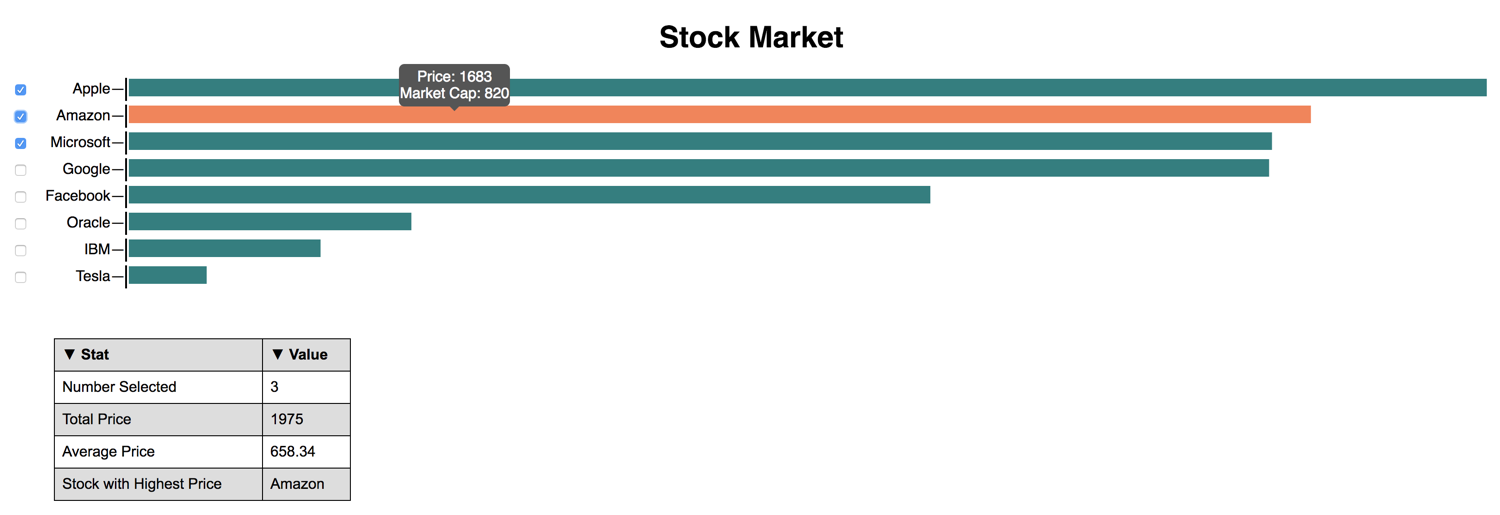 Stock Market
Price: 1683
Market Cap: 820
Apple
Amazon
Microsoft
Google
Facebook
Oracle
IBM
Tesla
▼ Stat ▼ Value
Number Selected 3
Total Price 1975
Average Price 658.34
Stock with Highest Price Amazon